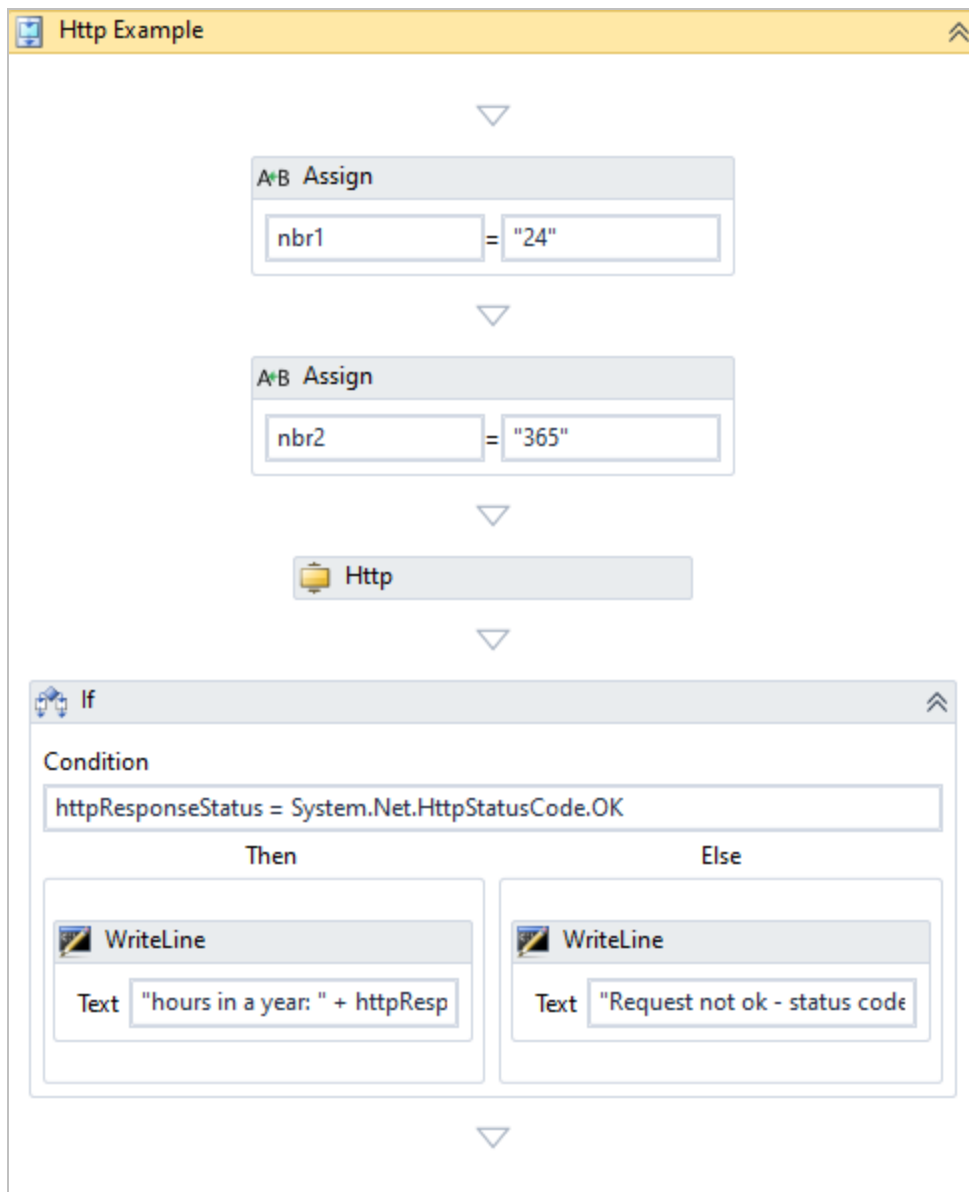 Http Example
A+B Assign
nbr1 = "24"
A+B Assign
nbr2 = "365"
Http
If
Condition
httpResponseStatus = System.Net.HttpStatusCode.OK
Then Else
WriteLine WriteLine
Text "hours in a year: " + httpResp Text "Request not ok - status code